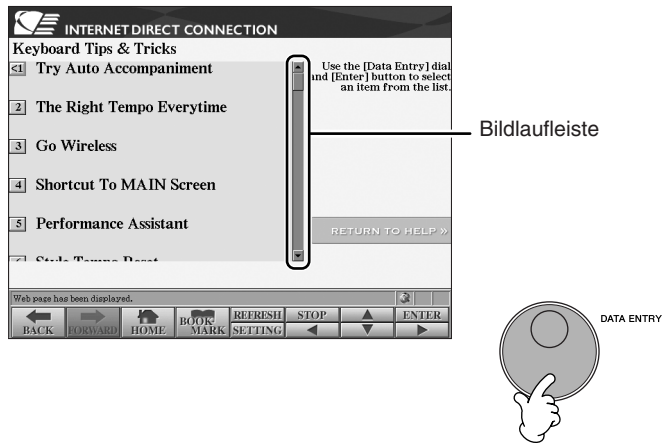 INTERNET DIRECT CONNECTION
Keyboard Tips & Tricks
<1 Try Auto Accompaniment
2 The Right Tempo Everytime
3 Go Wireless
4 Shortcut To MAIN Screen
5 Performance Assistant
Style Tempo Reset
Use the [Data Entry] dial
and [Enter] button to select
an item from the list.
RETURN TO HELP »
Bildlaufleiste
Web page has been displayed.
BACK
FORWARD
HOME
BOOK-
MARK
REFRESH
SETTING
STOP
ENTER
DATA ENTRY